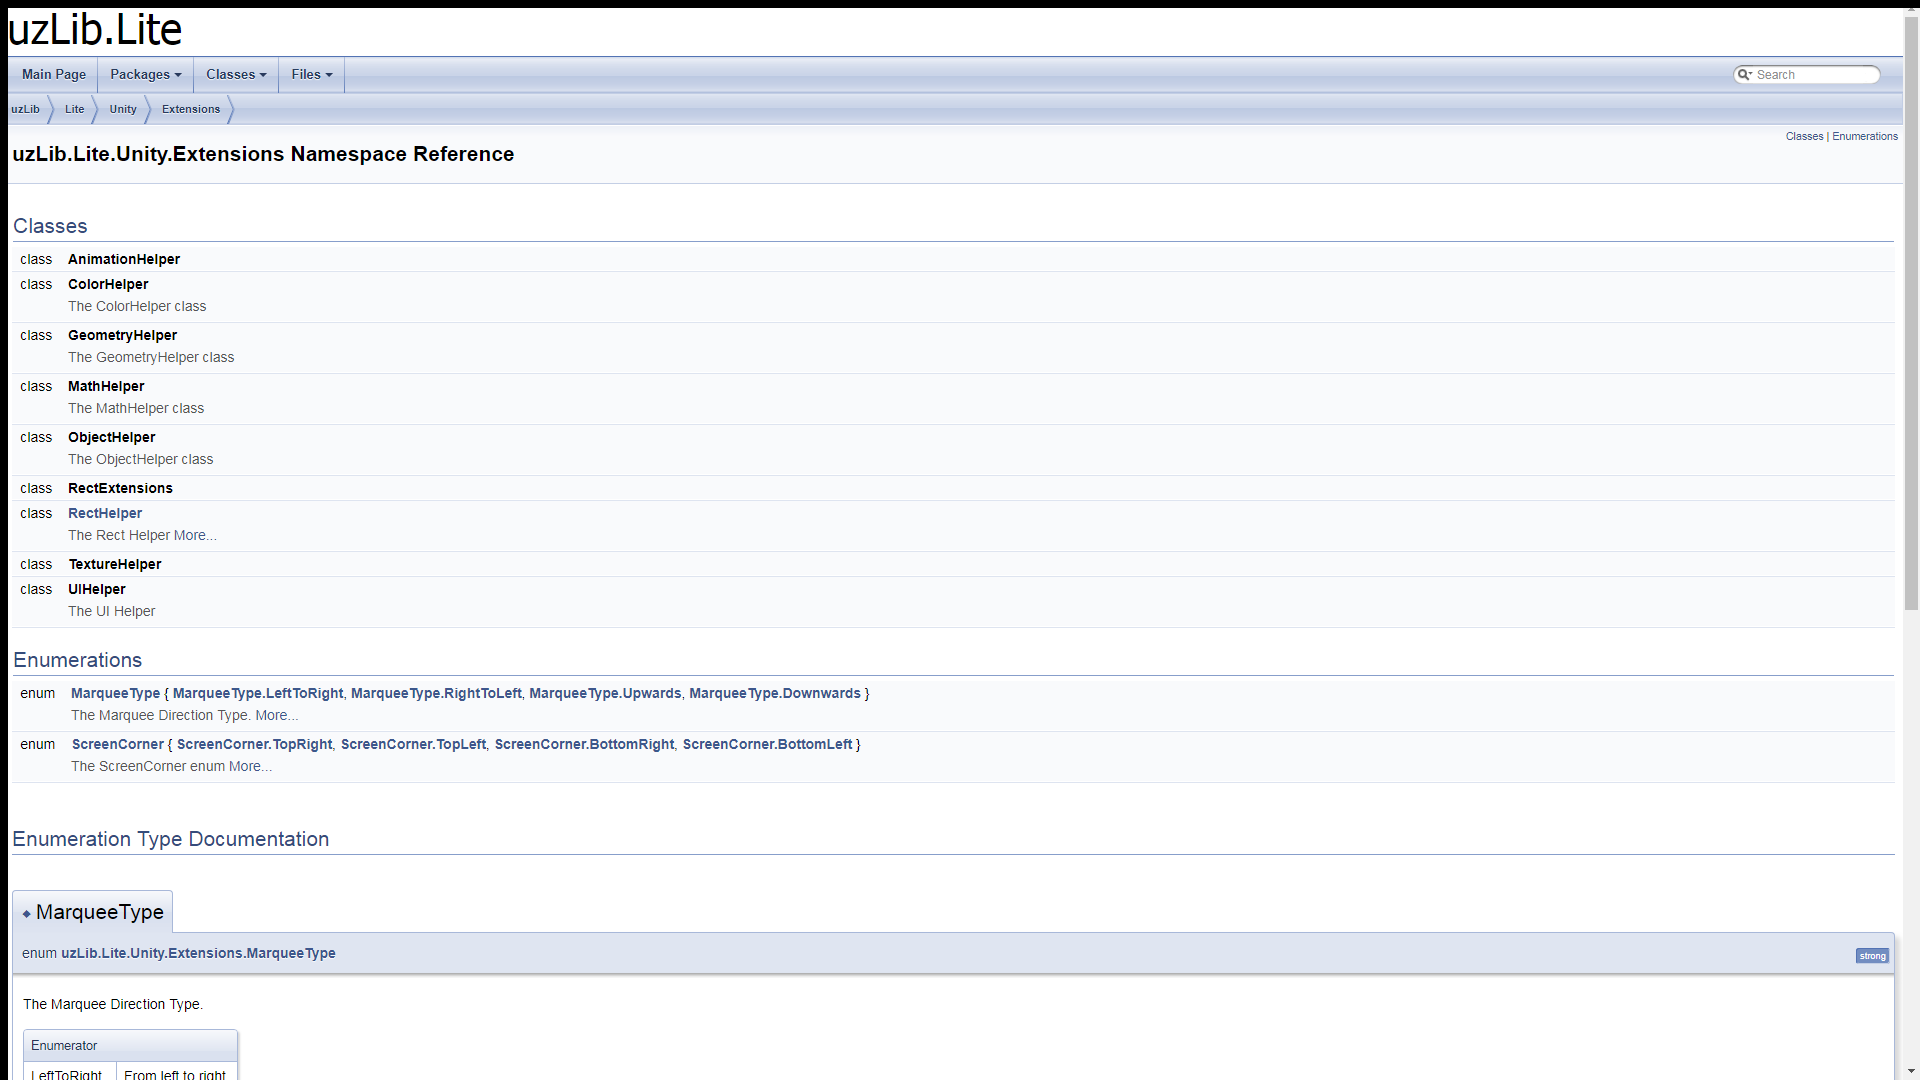 uzLib.Lite
Main Page Packages Classes Files Search
uzLib Lite Unity Extensions
Classes | Enumerations
uzLib.Lite.Unity.Extensions Namespace Reference
Classes
class AnimationHelper
class ColorHelper
The ColorHelper class
class GeometryHelper
The GeometryHelper class
class MathHelper
The MathHelper class
class ObjectHelper
The ObjectHelper class
class RectExtensions
class RectHelper
The Rect Helper More...
class TextureHelper
class UIHelper
The UI Helper
Enumerations
enum MarqueeType { MarqueeType.LeftToRight, MarqueeType.RightToLeft, MarqueeType.Upwards, MarqueeType.Downwards }
The Marquee Direction Type. More...
enum ScreenCorner { ScreenCorner.TopRight, ScreenCorner.TopLeft, ScreenCorner.BottomRight, ScreenCorner.BottomLeft }
The ScreenCorner enum More...
Enumeration Type Documentation
◆ MarqueeType
enum uzLib.Lite.Unity.Extensions.MarqueeType strong
The Marquee Direction Type.
Enumerator
LeftToRight From left to right